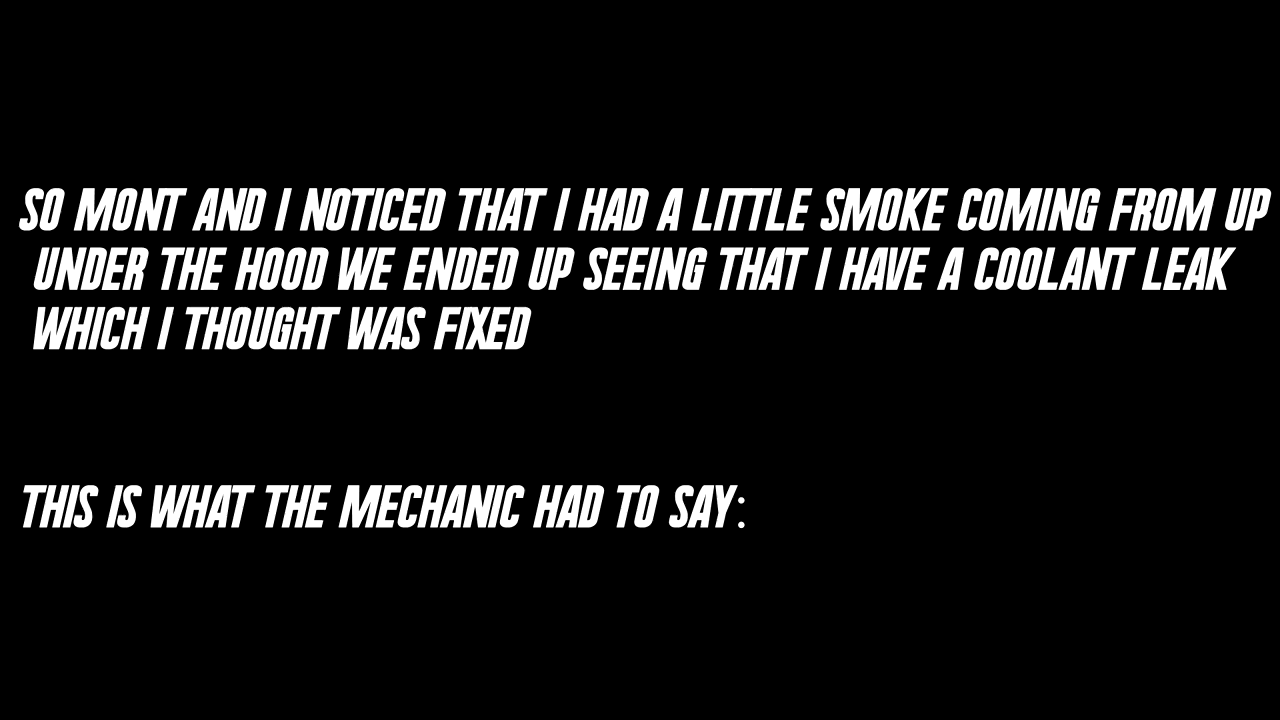 SO MONT AND I NOTICED THAT I HAD A LITTLE SMOKE COMING FROM UP
UNDER THE HOOD WE ENDED UP SEEING THAT I HAVE A COOLANT LEAK
WHICH I THOUGHT WAS FIXED
THIS IS WHAT THE MECHANIC HAD TO SAY: